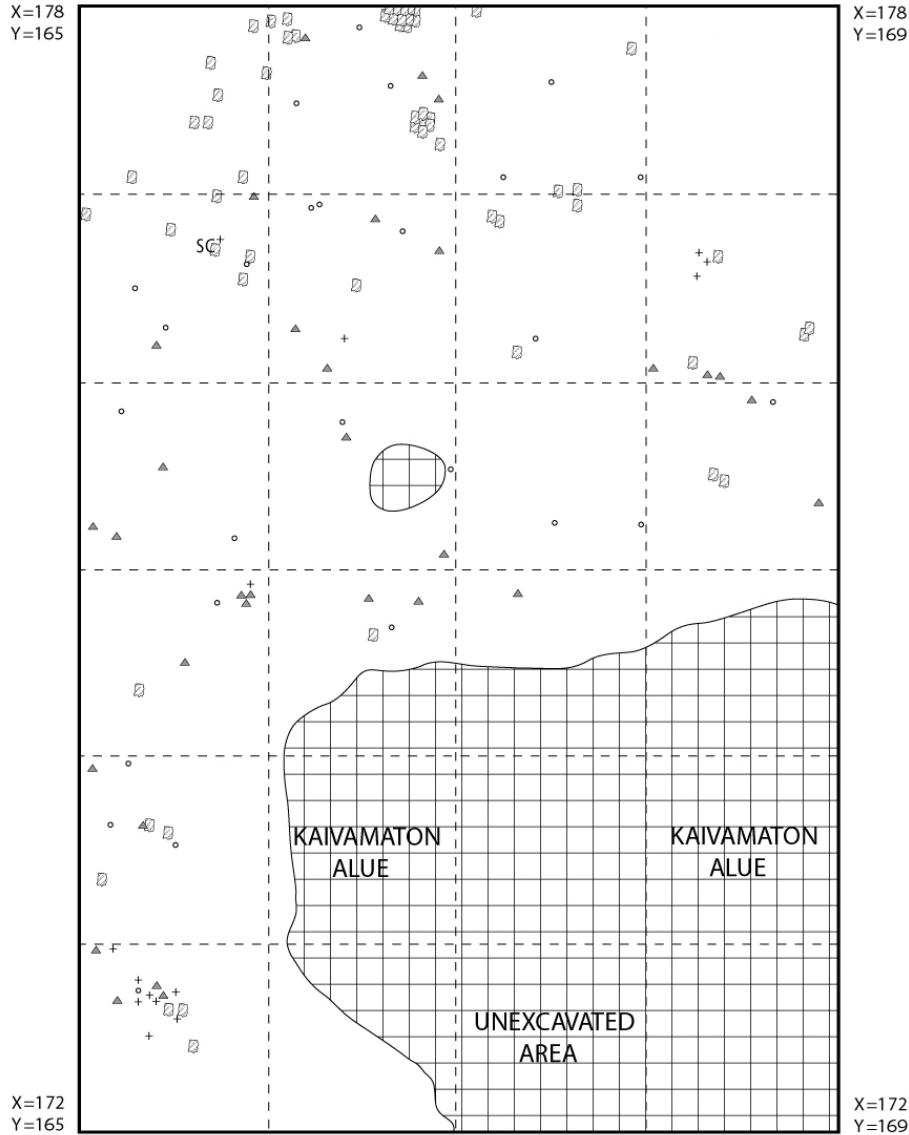 X=178
Y=165
X=178
Y=169
SC
KAIVAMATON
ALUE
KAIVAMATON
ALUE
UNEXCAVATED
AREA
X=172
Y=165
X=172
Y=169